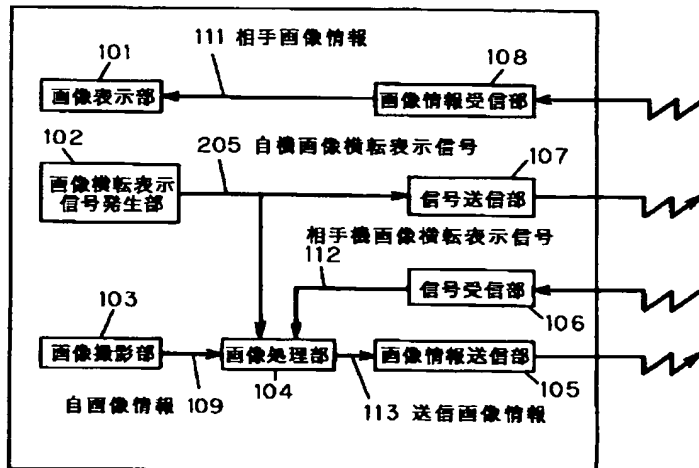 111 相手画像情報
101
108
画像表示部
画像情報受信部
102
205 自機画像横転表示信号
107
画像横転表示
信号発生部
信号送信部
相手機画像横転表示信号
112
103
信号受信部
106
画像撮影部
画像処理部
画像情報送信部
109
104
105
自画像情報
113 送信画像情報